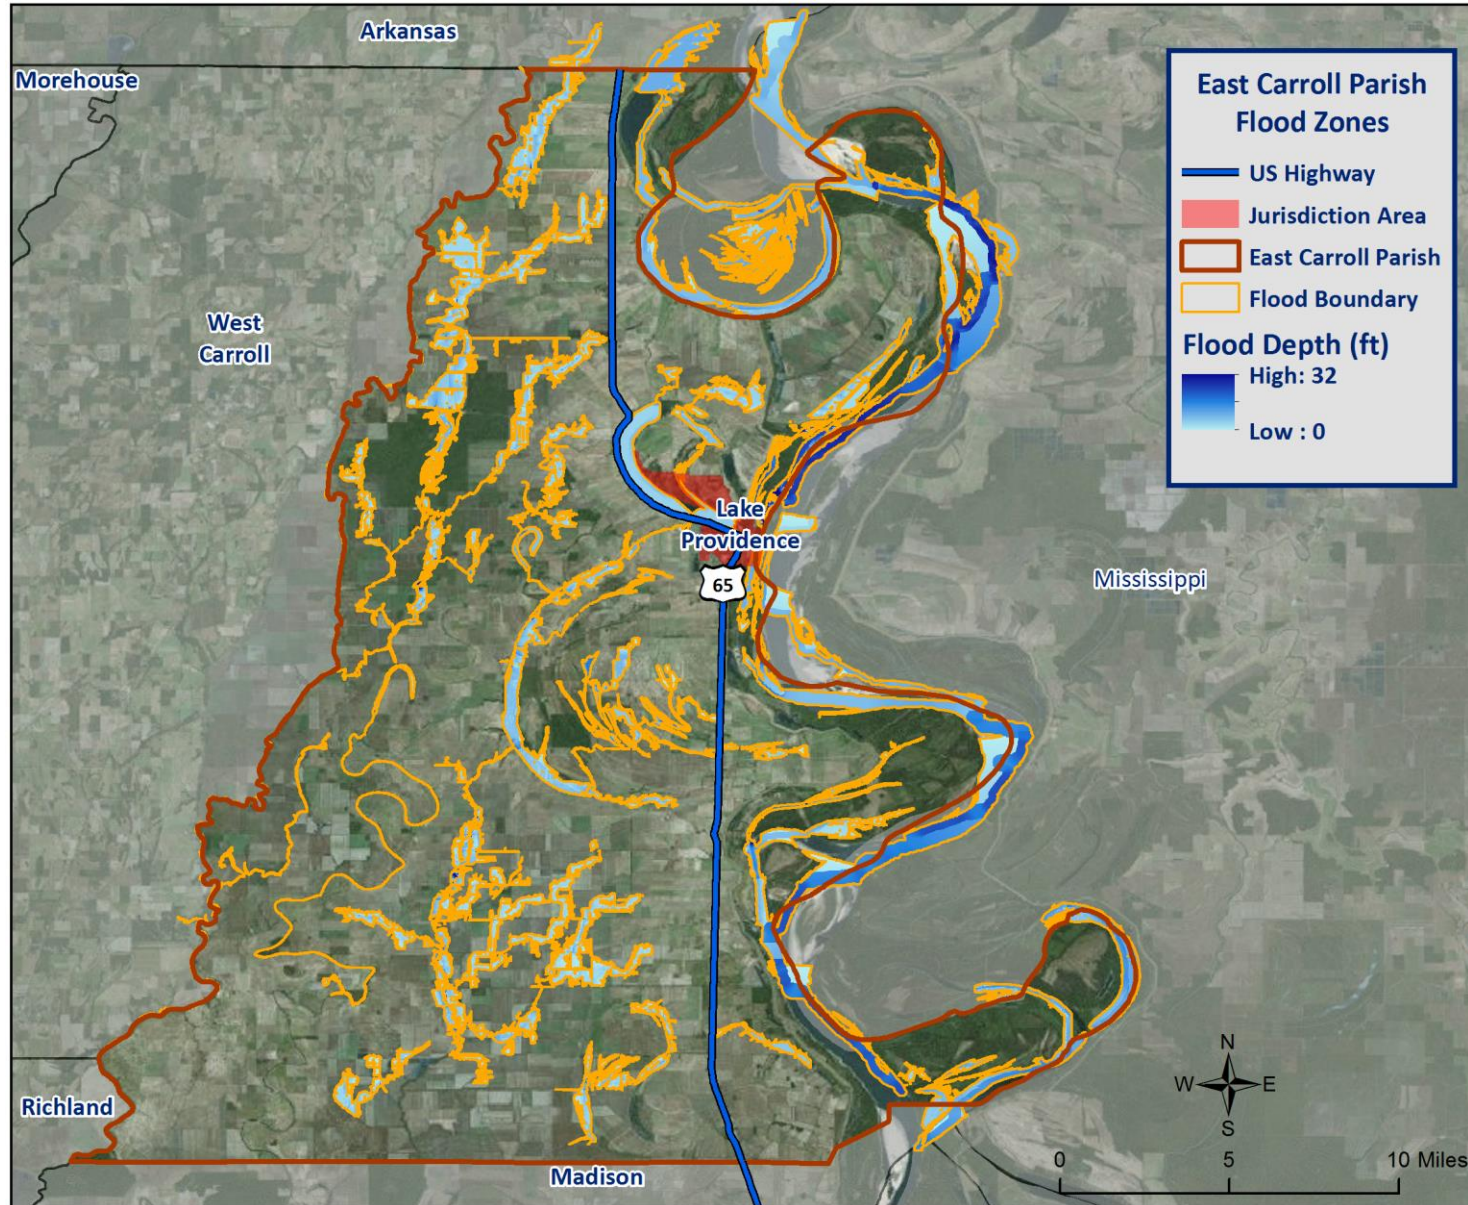 Arkansas
Morehouse
East Carroll Parish
Flood Zones
US Highway
Jurisdiction Area
East Carroll Parish
Flood Boundary
Flood Depth (ft)
High: 32
Low : 0
West
Carroll
Lake
Providence
65
Mississippi
N
W E
S
Richland
Madison
0 5 10 Miles